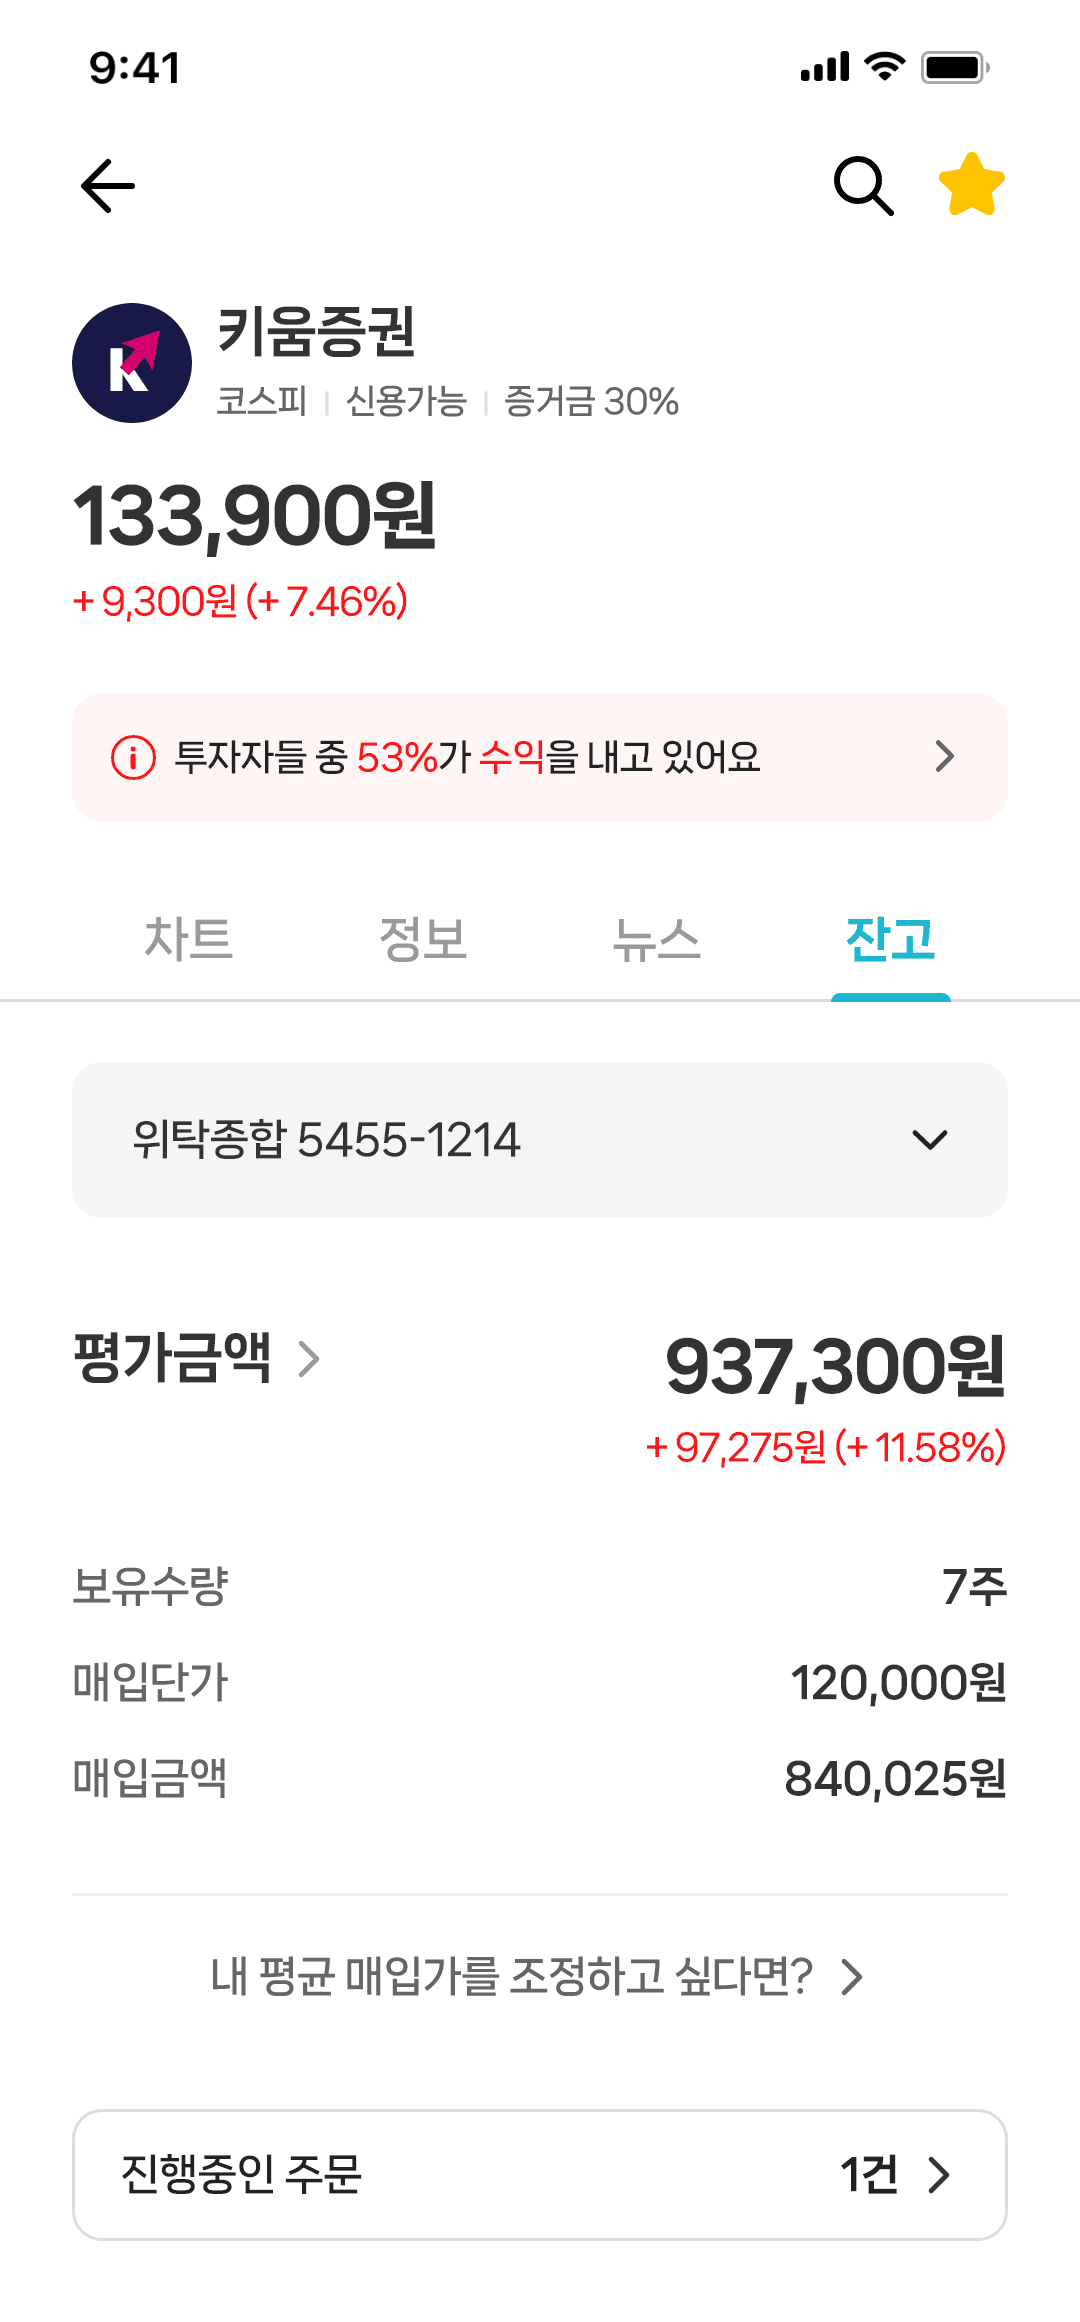 9:41
키움증권
코스피 | 신용가능 | 증거금 30%
133,900원
+ 9,300원 (+ 7.46%)
투자자들 중 53%가 수익을 내고 있어요
차트 정보 뉴스 잔고
위탁종합 5455-1214
평가금액 937,300원
+ 97,275원 (+ 11.58%)
보유수량 7주
매입단가 120,000원
매입금액 840,025원
내 평균 매입가를 조정하고 싶다면?
진행중인 주문 1건